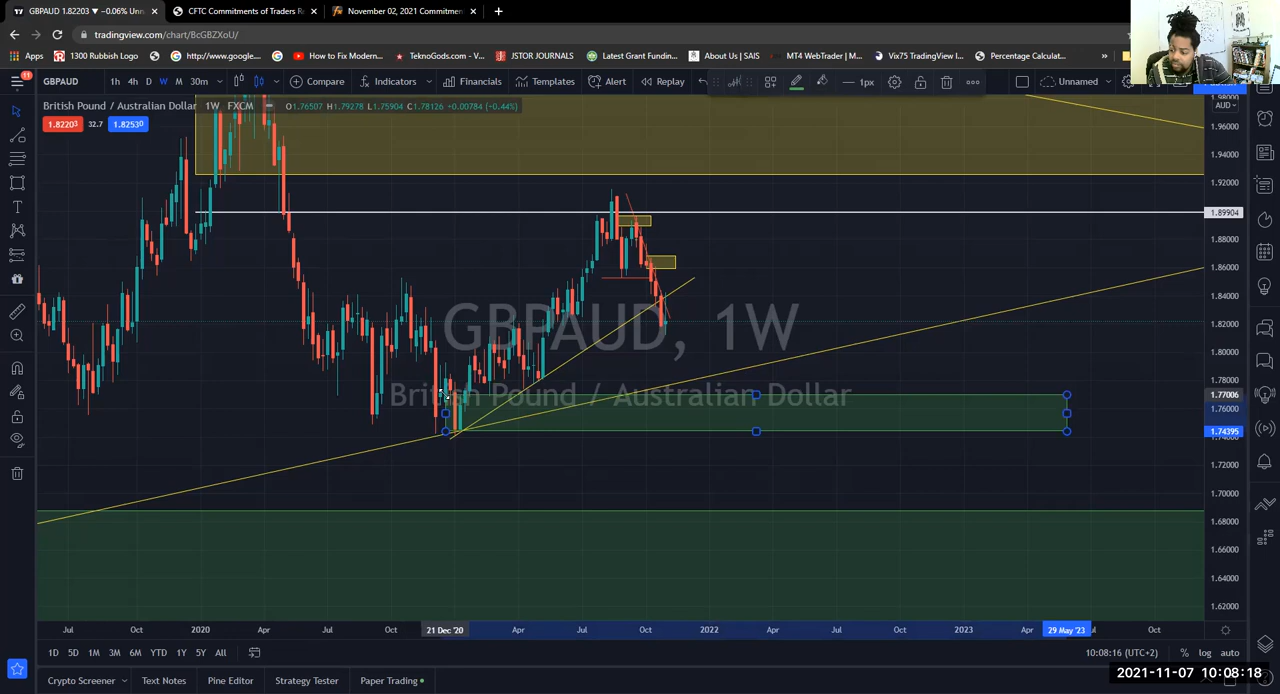 GBPAUD 1.82203 ▼ −0.06% Un
CFTC Commitments of Traders R
November 02, 2021 Commitment
tradingview.com/chart/BcGBZXoU/
Apps
1300 Rubbish Logo
http://www.google....
How to Fix Modern...
TeknoGods.com - V...
JSTOR JOURNALS
Latest Grant Fundin...
About Us | SAIS
MT4 WebTrader | M...
Vix75 TradingView I...
Percentage Calculat...
»
11
GBPAUD
1h 4h D W M 30m
Compare
Indicators
Financials
Templates
Alert
Replay
1px
Unnamed
British Pound / Australian Dollar 1W FXCM O1.76507 H1.79278 L1.75904 C1.78126 +0.00784 (+0.44%)
1.82203 32.7 1.82530
AUD
1.98000
1.96000
1.94000
1.92000
1.89904
1.88000
1.86000
1.84000
1.82000
1.80000
1.78000
1.77006
1.76000
1.74395
1.72000
1.70000
1.68000
1.66000
1.64000
1.62000
GBPAUD, 1W
British Pound / Australian Dollar
Jul Oct 2020 Apr Jul Oct 21 Dec '20 Apr Jul Oct 2022 Apr Jul Oct 2023 Apr 29 May '23 Oct
1D 5D 1M 3M 6M YTD 1Y 5Y All
10:08:16 (UTC+2)
% log auto
Crypto Screener
Text Notes
Pine Editor
Strategy Tester
Paper Trading
2021-11-07 10:08:18